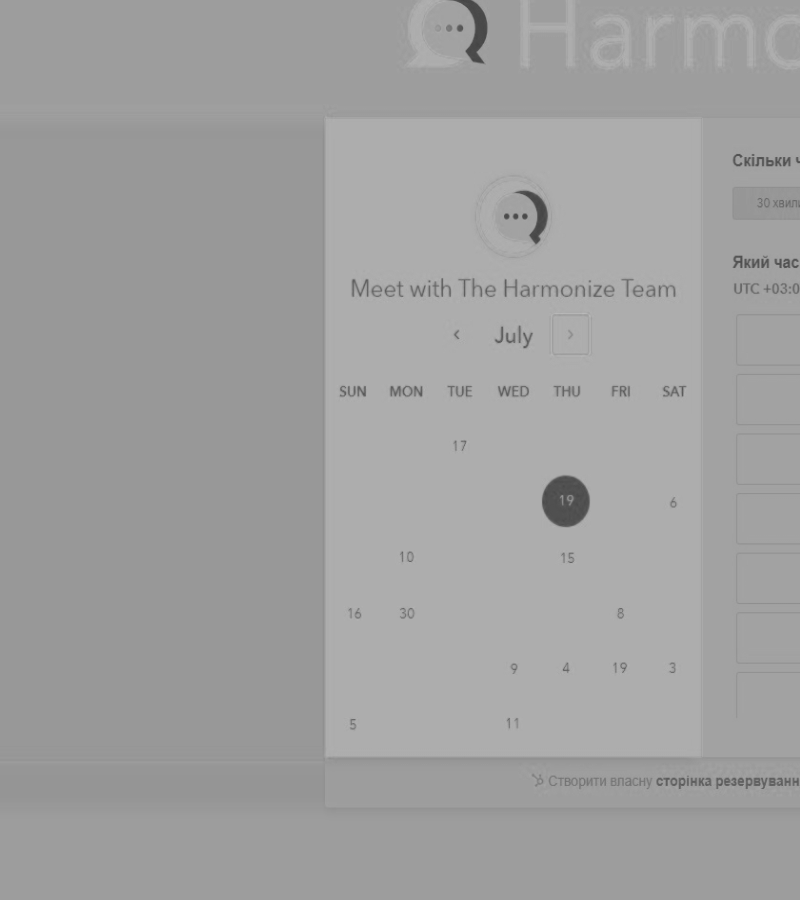 Harmo
Скільки ч
30 хвили
Meet with The Harmonize Team
Який час
UTC +03:0
July
SUN MON TUE WED THU FRI SAT
17
19 6
10 15
16 30 8
9 4 19 3
5 11
Створити власну сторінка резервуванн